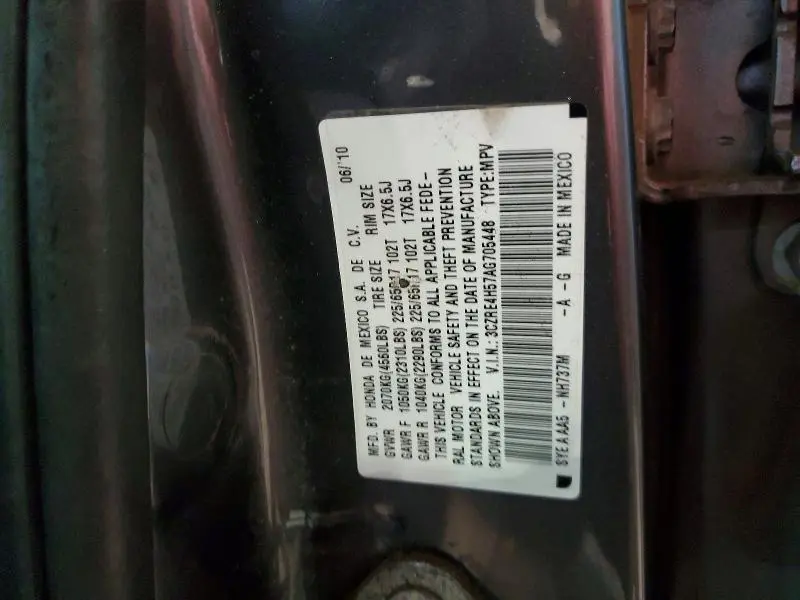 MFD. BY HONDA DE MEXICO S.A. DE C.V. 06/'10
GVWR 2070KG(4560LBS) TIRE SIZE RIM SIZE
GAWR F 1050KG(2310LBS) 225/65R17 102T 17X6.5J
GAWR R 1040KG(2290LBS) 225/65R17 102T 17X6.5J
THIS VEHICLE CONFORMS TO ALL APPLICABLE FEDE-
RAL MOTOR VEHICLE SAFETY AND THEFT PREVENTION
STANDARDS IN EFFECT ON THE DATE OF MANUFACTURE
SHOWN ABOVE. V.I.N.: 3CZRE4H57AG705448 TYPE:MPV
SYEAAA5 -NH737M -A -G MADE IN MEXICO